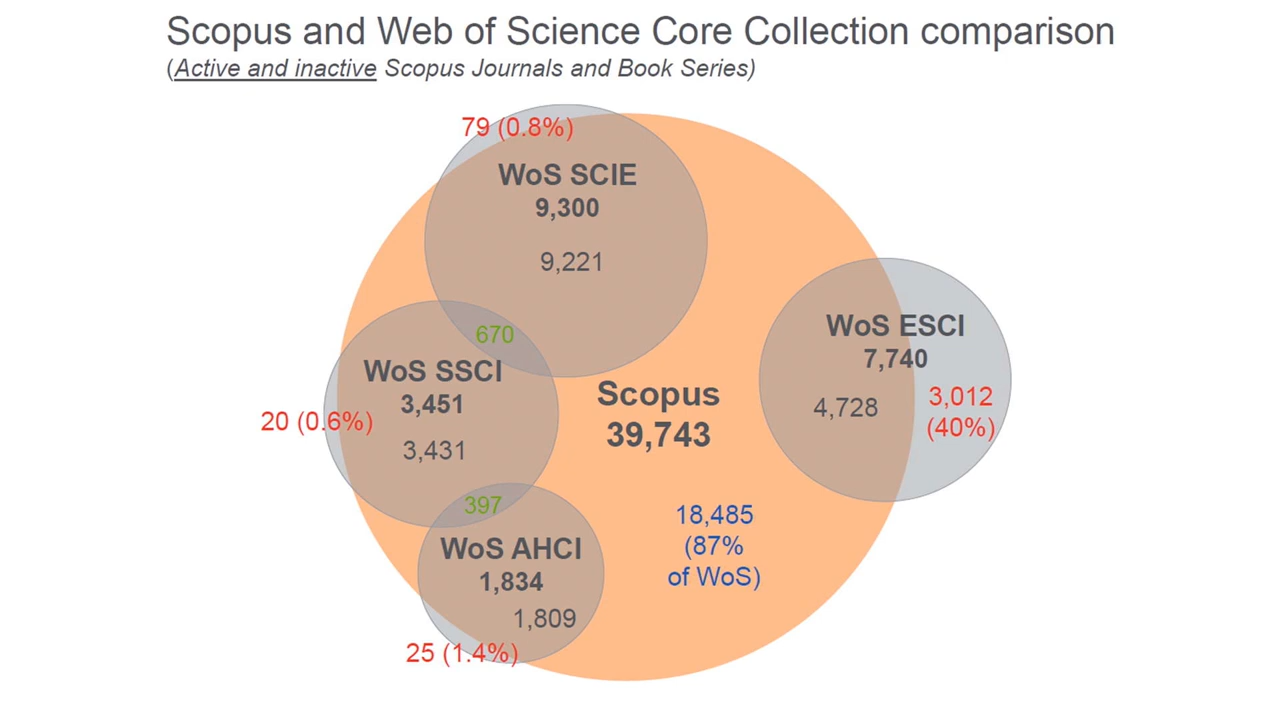 Scopus and Web of Science Core Collection comparison
(Active and inactive Scopus Journals and Book Series)
79 (0.8%)
WoS SCIE
9,300
9,221
670
WoS SSCI
3,451
3,431
20 (0.6%)
397
WoS AHCI
1,834
1,809
25 (1.4%)
Scopus
39,743
18,485
(87%
of WoS)
WoS ESCI
7,740
4,728
3,012
(40%)